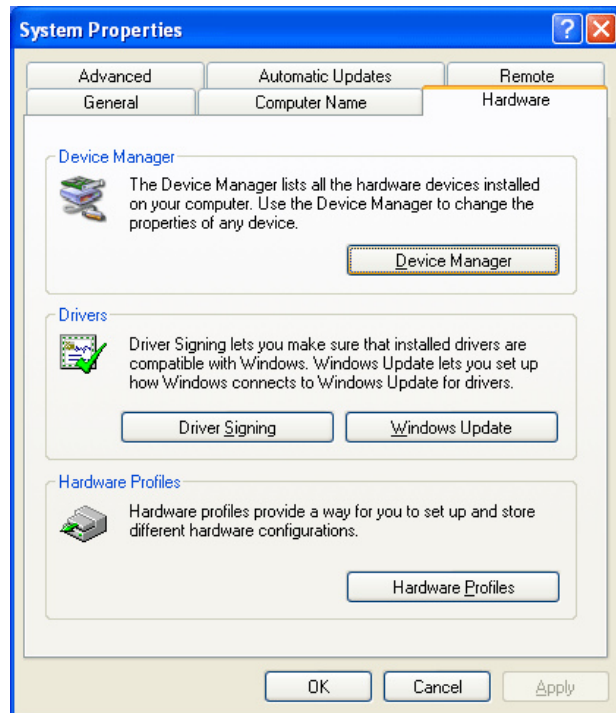 System Properties
Advanced
Automatic Updates
Remote
General
Computer Name
Hardware
Device Manager
The Device Manager lists all the hardware devices installed
on your computer. Use the Device Manager to change the
properties of any device.
Device Manager
Drivers
Driver Signing lets you make sure that installed drivers are
compatible with Windows. Windows Update lets you set up
how Windows connects to Windows Update for drivers.
Driver Signing
Windows Update
Hardware Profiles
Hardware profiles provide a way for you to set up and store
different hardware configurations.
Hardware Profiles
OK
Cancel
Apply